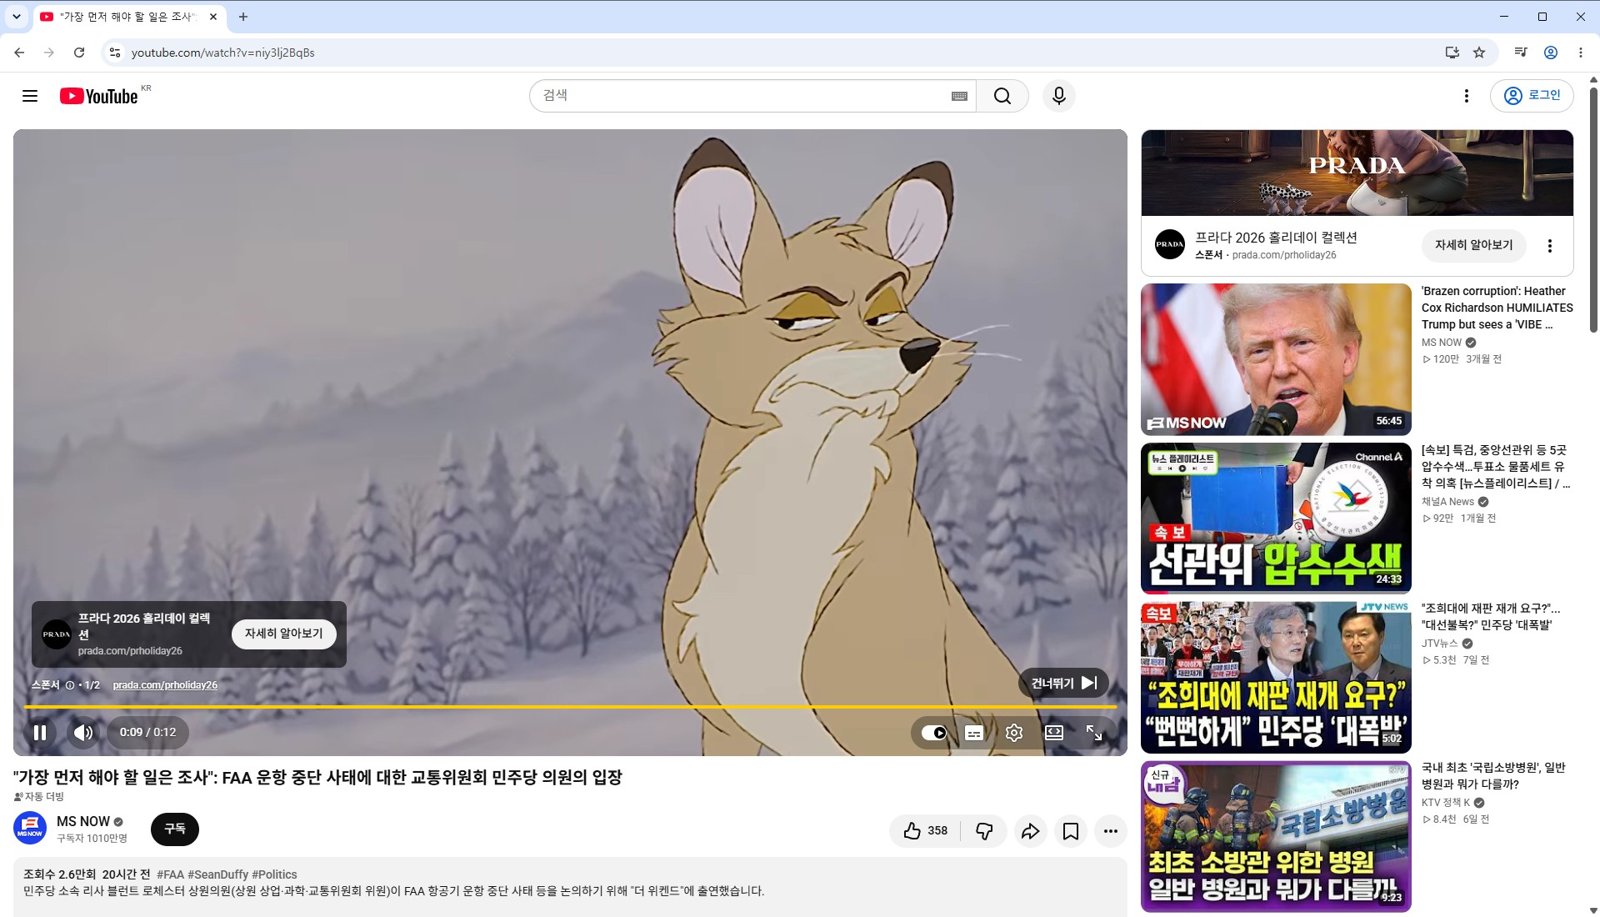 "가장 먼저 해야 할 일은 조사":
youtube.com/watch?v=niy3lj2BqBs
YouTube KR
검색
로그인
프라다 2026 홀리데이 컬렉
션
PRADA
prada.com/prholiday26
자세히 알아보기
스폰서 · 1/2 prada.com/prholiday26
건너뛰기
0:09 / 0:12
"가장 먼저 해야 할 일은 조사": FAA 운항 중단 사태에 대한 교통위원회 민주당 의원의 입장
자동 더빙
MS NOW
MS NOW
구독자 1010만명
구독
358
조회수 2.6만회 20시간 전 #FAA #SeanDuffy #Politics
민주당 소속 리사 블런트 로체스터 상원의원(상원 상업·과학·교통위원회 위원)이 FAA 항공기 운항 중단 사태 등을 논의하기 위해 "더 위켄드"에 출연했습니다.
PRADA
PRADA
프라다 2026 홀리데이 컬렉션
스폰서 · prada.com/prholiday26
자세히 알아보기
MS NOW
56:45
'Brazen corruption': Heather
Cox Richardson HUMILIATES
Trump but sees a 'VIBE ...
MS NOW
120만 3개월 전
뉴스 플레이리스트
Channel A
NATIONAL ELECTION COMMISSION
중앙선거관리위원회
속보
선관위 압수수색
24:33
[속보] 특검, 중앙선관위 등 5곳
압수수색...투표소 물품세트 유
착 의혹 [뉴스플레이리스트] / ...
채널A News
92만 1개월 전
속보
JTV NEWS
"조희대에 재판 재개 요구?"
"뻔뻔하게" 민주당 '대폭발'
5:02
"조희대에 재판 재개 요구?"...
"대선불복?" 민주당 '대폭발'
JTV뉴스
5.3천 7일 전
신규
내탐
국립소방병원
최초 소방관 위한 병원
일반 병원과 뭐가 다를까
9:23
국내 최초 '국립소방병원', 일반
병원과 뭐가 다를까?
KTV 정책 K
8.4천 6일 전